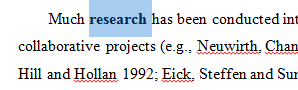 Much research has been conducted int
collaborative projects (e.g., Neuwirth, Chan
Hill and Hollan 1992; Eick, Steffen and Sur